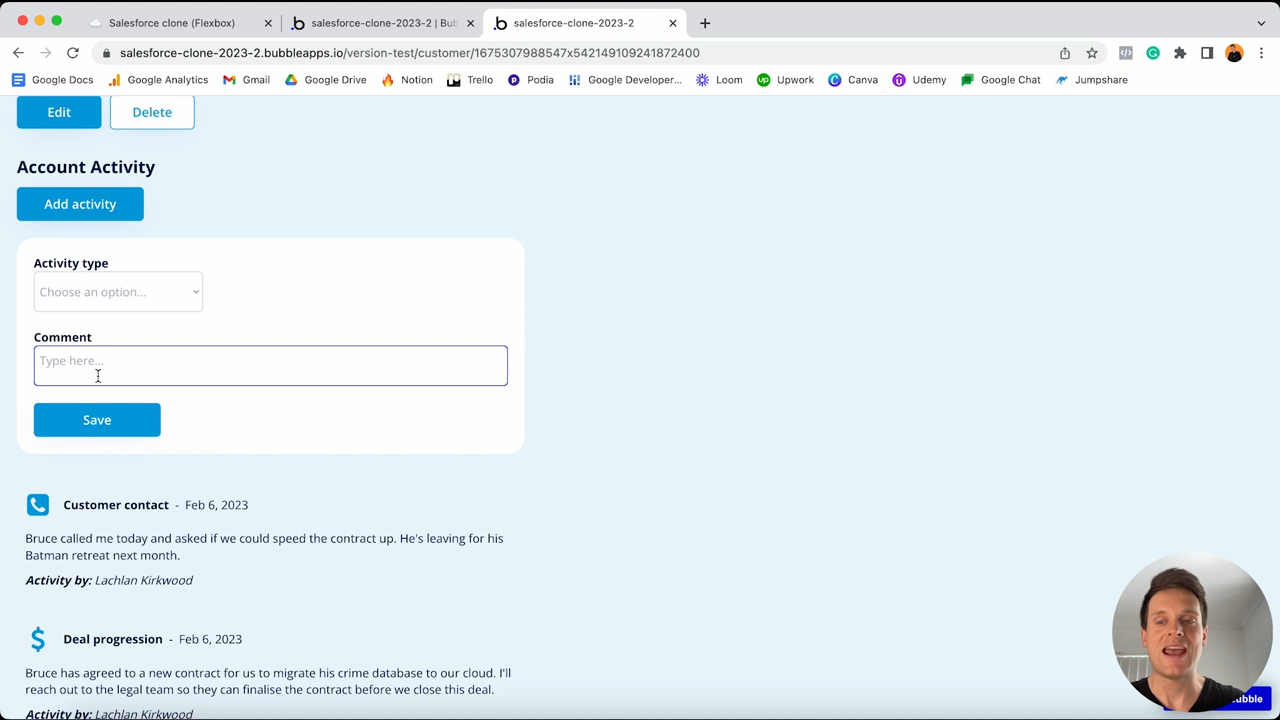 Salesforce clone (Flexbox)
salesforce-clone-2023-2 | Bub
salesforce-clone-2023-2
salesforce-clone-2023-2.bubbleapps.io/version-test/customer/1675307988547x542149109241872400
Google Docs Google Analytics Gmail Google Drive Notion Trello Podia Google Developer... Loom Upwork Canva Udemy Google Chat Jumpshare
Edit Delete
Account Activity
Add activity
Activity type
Choose an option...
Comment
Type here...
Save
Customer contact - Feb 6, 2023
Bruce called me today and asked if we could speed the contract up. He's leaving for his
Batman retreat next month.
Activity by: Lachlan Kirkwood
Deal progression - Feb 6, 2023
Bruce has agreed to a new contract for us to migrate his crime database to our cloud. I'll
reach out to the legal team so they can finalise the contract before we close this deal.
Activity by: Lachlan Kirkwood